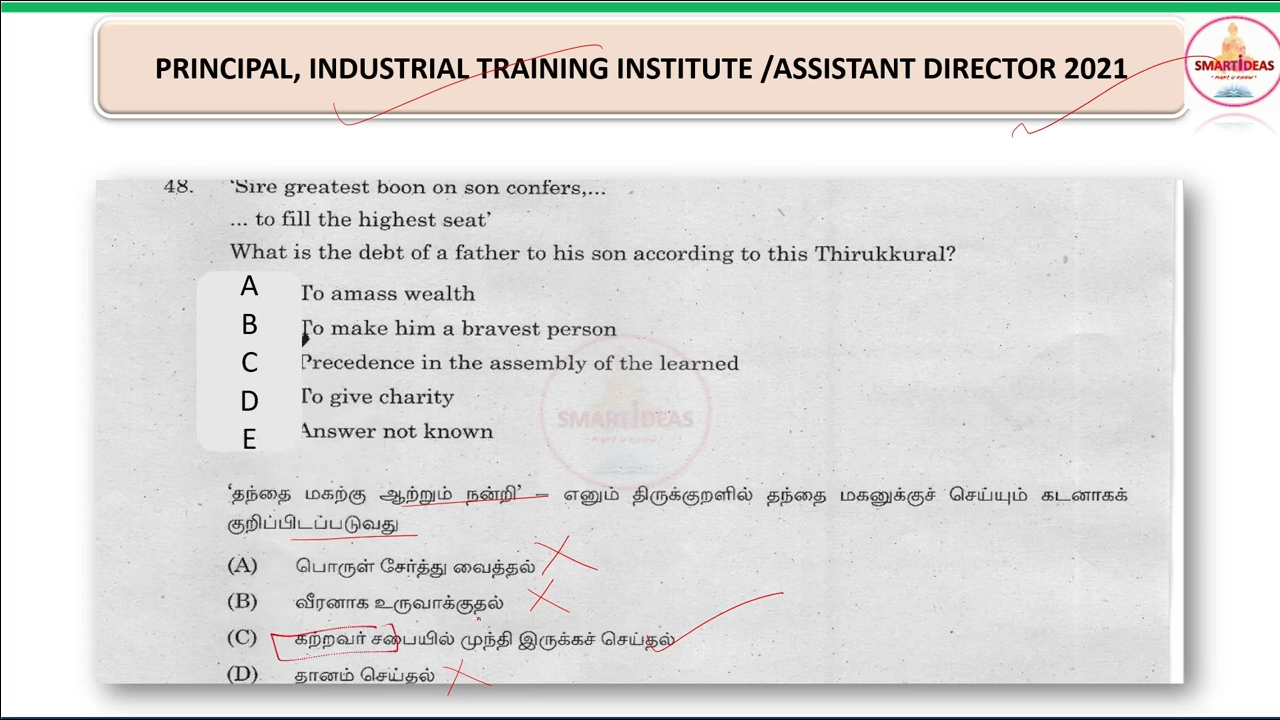 PRINCIPAL, INDUSTRIAL TRAINING INSTITUTE /ASSISTANT DIRECTOR 2021
SMARTIDEAS
" MAKE U KNOW "
48. 'Sire greatest boon on son confers,...
... to fill the highest seat'
What is the debt of a father to his son according to this Thirukkural?
A To amass wealth
B To make him a bravest person
C Precedence in the assembly of the learned
D To give charity
E Answer not known
SMARTIDEAS
'தந்தை மகற்கு ஆற்றும் நன்றி' – எனும் திருக்குறளில் தந்தை மகனுக்குச் செய்யும் கடனாகக்
குறிப்பிடப்படுவது
(A) பொருள் சேர்த்து வைத்தல்
(B) வீரனாக உருவாக்குதல்
(C) கற்றவர் சபையில் முந்தி இருக்கச் செய்தல்
(D) தானம் செய்தல்